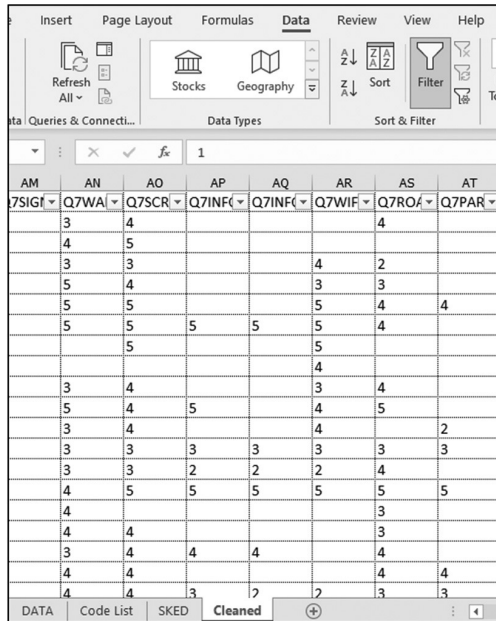 Insert Page Layout Formulas Data Review View Help
Refresh All
Stocks Geography
Sort Filter
Queries & Connecti... Data Types Sort & Filter
fx 1
AM AN AO AP AQ AR AS AT
Q7WA Q7SCR Q7INF( Q7INF( Q7WIF Q7ROA Q7PAR
3 4 4
4 5
3 3 4 2
5 4 3 3
5 5 5 4 4
5 5 5 5 5 4
5 5
4
3 4 3 4
5 4 5 4 5
3 4 4 2
3 3 3 3 3 3 3
3 3 2 2 2 4
4 5 5 5 5 5 5
4 3
4 4 3
3 4 4 4 4
4 4 4 4
4 4 3 2 2 3 3
DATA Code List SKED Cleaned